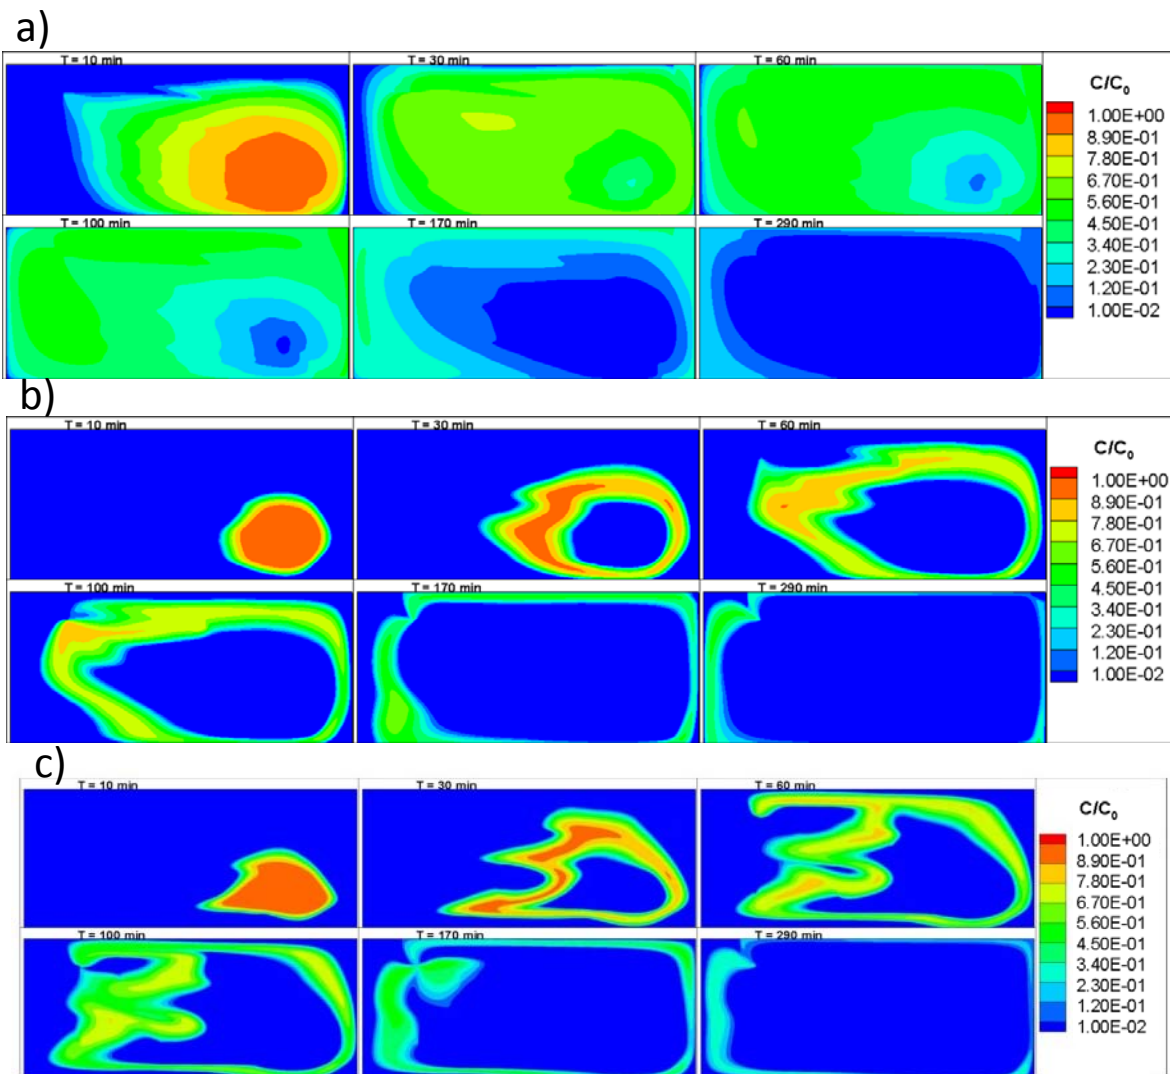 a)
T = 10 min T = 30 min T = 60 min
C/C0
1.00E+00
8.90E-01
7.80E-01
6.70E-01
5.60E-01
4.50E-01
3.40E-01
2.30E-01
1.20E-01
1.00E-02
T = 100 min T = 170 min T = 290 min
b)
T = 10 min T = 30 min T = 60 min
C/C0
1.00E+00
8.90E-01
7.80E-01
6.70E-01
5.60E-01
4.50E-01
3.40E-01
2.30E-01
1.20E-01
1.00E-02
T = 100 min T = 170 min T = 290 min
c)
T = 10 min T = 30 min T = 60 min
C/C0
1.00E+00
8.90E-01
7.80E-01
6.70E-01
5.60E-01
4.50E-01
3.40E-01
2.30E-01
1.20E-01
1.00E-02
T = 100 min T = 170 min T = 290 min